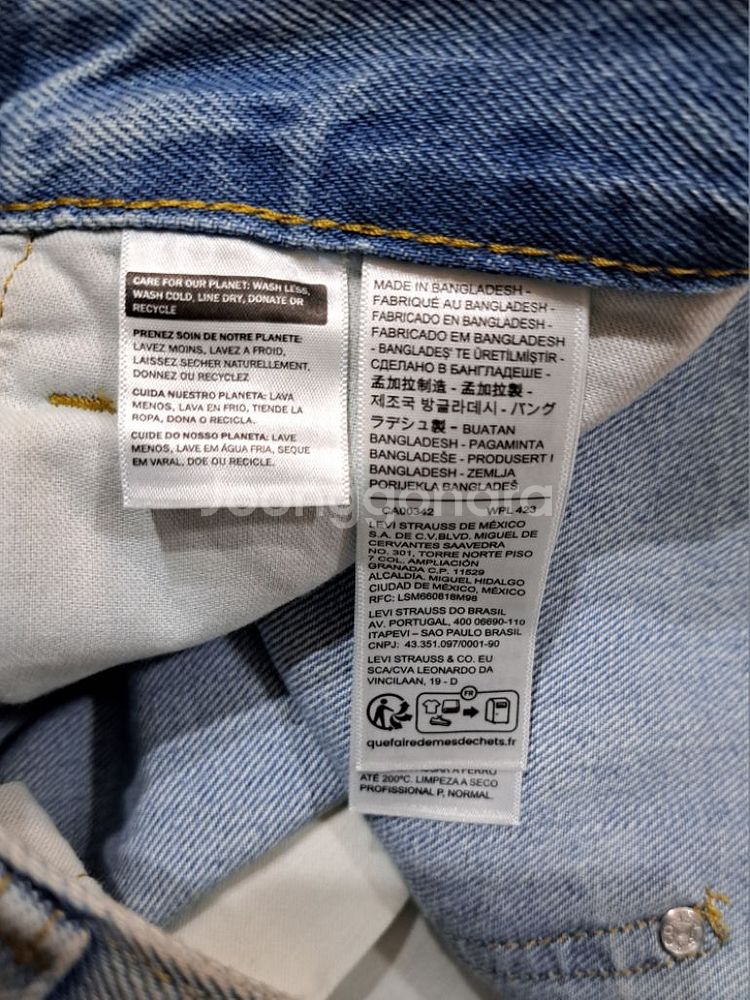 CARE FOR OUR PLANET: WASH LESS,
WASH COLD, LINE DRY, DONATE OR
RECYCLE
PRENEZ SOIN DE NOTRE PLANETE:
LAVEZ MOINS, LAVEZ A FROID,
LAISSEZ SECHER NATURELLEMENT,
DONNEZ OU RECYCLEZ
CUIDA NUESTRO PLANETA: LAVA
MENOS, LAVA EN FRIO, TIENDE LA
ROPA, DONA O RECICLA.
CUIDE DO NOSSO PLANETA: LAVE
MENOS, LAVE EM ÁGUA FRIA, SEQUE
EM VARAL, DOE OU RECICLE.
MADE IN BANGLADESH -
FABRIQUÉ AU BANGLADESH -
FABRICADO EN BANGLADESH -
FABRICADO EM BANGLADESH
- BANGLADEŞ' TE ÜRETİLMİŞTİR -
СДЕЛАНО В БАНГЛАДЕШЕ -
孟加拉制造 - 孟加拉製 -
제조국 방글라데시 - バング
ラデシュ製 - BUATAN
BANGLADESH - PAGAMINTA
BANGLADEŠE - PRODUSERT I
BANGLADESH - ZEMLJA
PORIJEKLA BANGLADEŠ
Joonggonara
CA00342 WPL 423
LEVI STRAUSS DE MÉXICO
S.A. DE C.V,BLVD. MIGUEL DE
CERVANTES SAAVEDRA
NO. 301, TORRE NORTE PISO
7 COL. AMPLIACIÓN
GRANADA C.P. 11529
ALCALDÍA. MIGUEL HIDALGO
CIUDAD DE MÉXICO, MÉXICO
RFC: LSM660818M98
LEVI STRAUSS DO BRASIL
AV. PORTUGAL, 400 06690-110
ITAPEVI – SAO PAULO BRASIL
CNPJ: 43.351.097/0001-90
LEVI STRAUSS & CO. EU
SCA/CVA LEONARDO DA
VINCILAAN, 19 - D
FR
quefairedemesdechets.fr
ATÉ 200ºC. LIMPEZA A SECO
PROFISSIONAL P, NORMAL